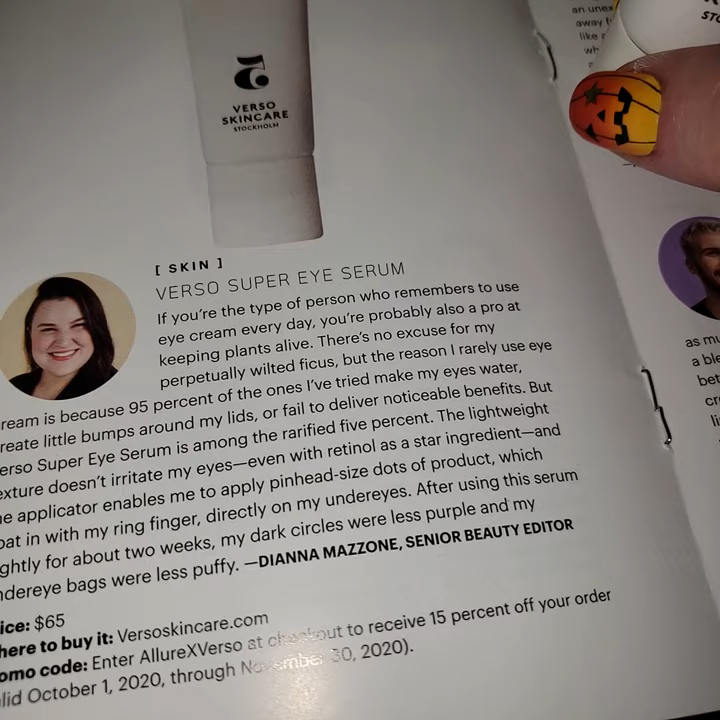 5
VERSO
SKINCARE
STOCKHOLM
[ SKIN ]
VERSO SUPER EYE SERUM
If you're the type of person who remembers to use
eye cream every day, you're probably also a pro at
keeping plants alive. There's no excuse for my
perpetually wilted ficus, but the reason I rarely use eye
ream is because 95 percent of the ones I've tried make my eyes water,
reate little bumps around my lids, or fail to deliver noticeable benefits. But
erso Super Eye Serum is among the rarified five percent. The lightweight
exture doesn't irritate my eyes—even with retinol as a star ingredient—and
he applicator enables me to apply pinhead-size dots of product, which
pat in with my ring finger, directly on my undereyes. After using this serum
ghtly for about two weeks, my dark circles were less purple and my
ndereye bags were less puffy. —DIANNA MAZZONE, SENIOR BEAUTY EDITOR
ice: $65
here to buy it: Versoskincare.com
omo code: Enter AllureXVerso at checkout to receive 15 percent off your order
lid October 1, 2020, through November 30, 2020).
an unex
away f
like
wh
STO
as mu
a ble
bet
cr
li